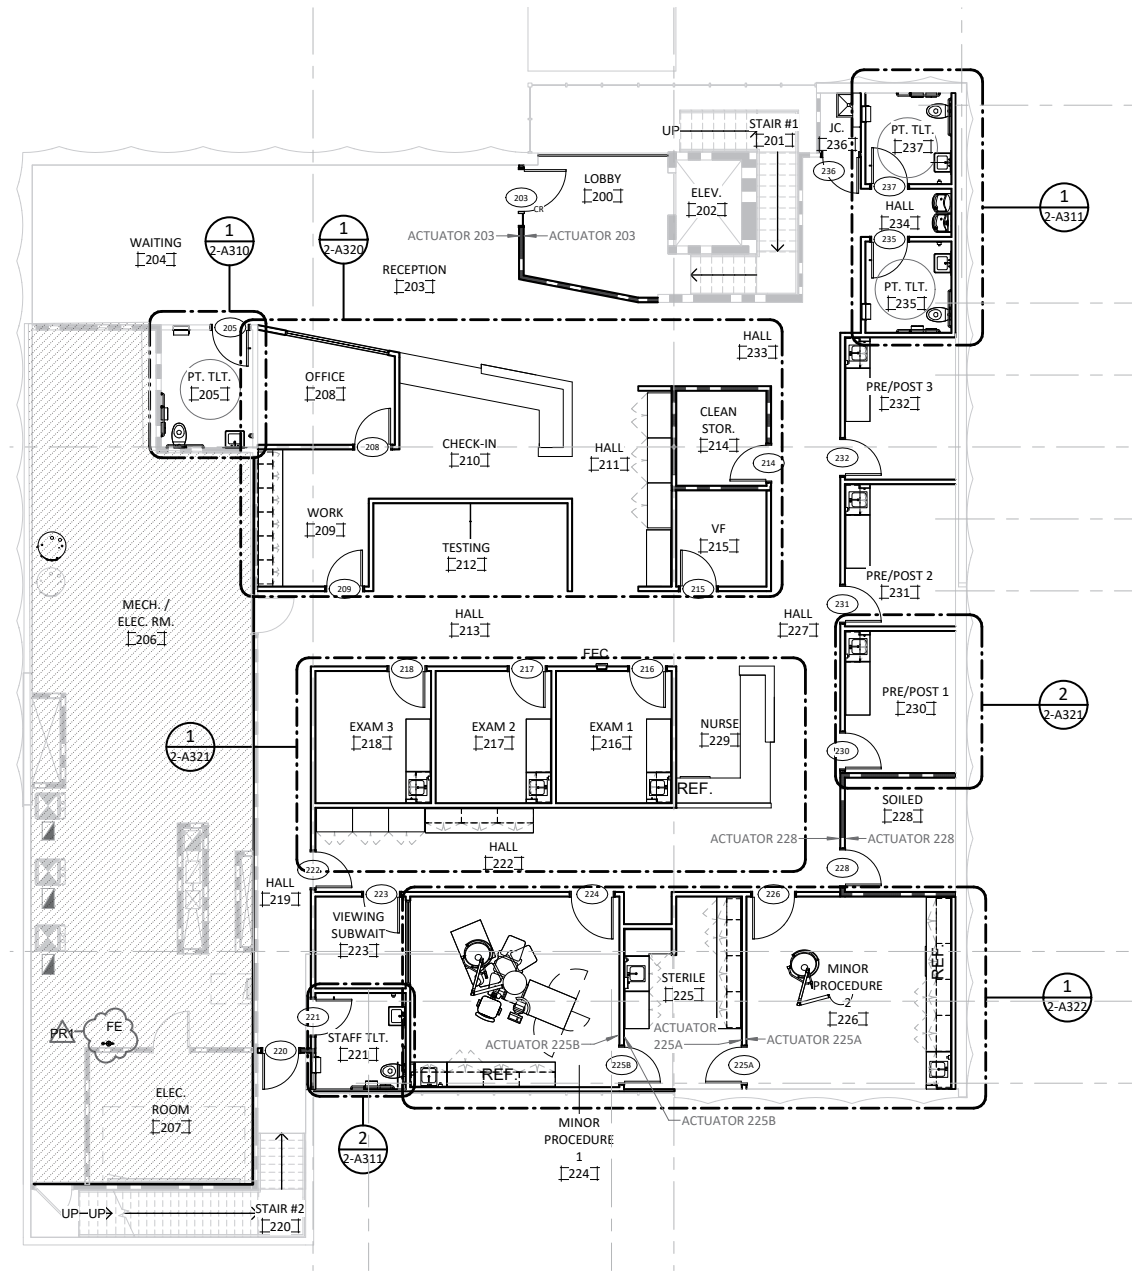 UP
STAIR #1
201
JC.
236
236
PT. TLT.
237
237
HALL
234
235
PT. TLT.
235
1
2-A311
LOBBY
200
ELEV.
202
203
CR
ACTUATOR 203
ACTUATOR 203
WAITING
204
1
2-A310
1
2-A320
RECEPTION
203
205
PT. TLT.
205
OFFICE
208
208
CHECK-IN
210
HALL
233
CLEAN
STOR.
214
214
HALL
211
PRE/POST 3
232
232
WORK
209
209
TESTING
212
VF
215
215
PRE/POST 2
231
231
MECH. /
ELEC. RM.
206
HALL
213
HALL
227
FEC
218
217
216
EXAM 3
218
EXAM 2
217
EXAM 1
216
NURSE
229
REF.
PRE/POST 1
230
230
2
2-A321
1
2-A321
SOILED
228
ACTUATOR 228
ACTUATOR 228
228
HALL
222
222
HALL
219
223
224
226
VIEWING
SUBWAIT
223
STERILE
225
MINOR
PROCEDURE
2
226
REF.
1
2-A322
ACTUATOR
225A
ACTUATOR 225A
ACTUATOR 225B
225B
225A
221
STAFF TLT.
221
220
PR1
FE
REF.
ELEC.
ROOM
207
MINOR
PROCEDURE
1
224
ACTUATOR 225B
2
2-A311
UP
UP
STAIR #2
220